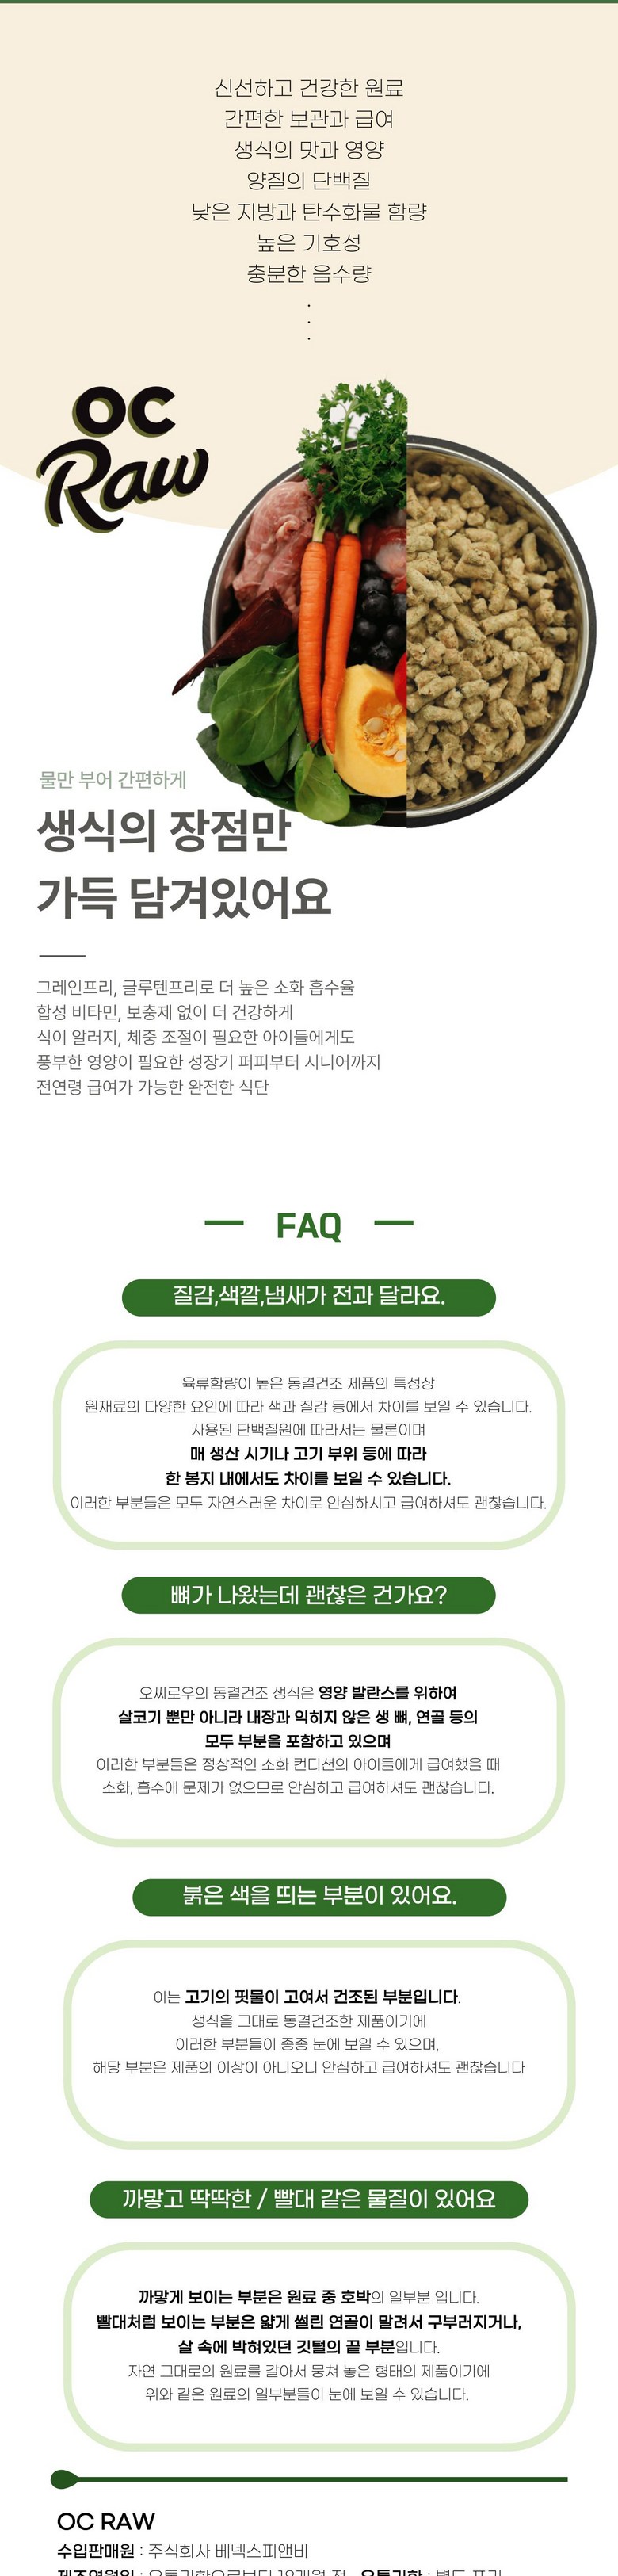 신선하고 건강한 원료
간편한 보관과 급여
생식의 맛과 영양
양질의 단백질
낮은 지방과 탄수화물 함량
높은 기호성
충분한 음수량
.
.
.
OC
Raw
물만 부어 간편하게
생식의 장점만
가득 담겨있어요
그레인프리, 글루텐프리로 더 높은 소화 흡수율
합성 비타민, 보충제 없이 더 건강하게
식이 알러지, 체중 조절이 필요한 아이들에게도
풍부한 영양이 필요한 성장기 퍼피부터 시니어까지
전연령 급여가 가능한 완전한 식단
FAQ
질감,색깔,냄새가 전과 달라요.
육류함량이 높은 동결건조 제품의 특성상
원재료의 다양한 요인에 따라 색과 질감 등에서 차이를 보일 수 있습니다.
사용된 단백질원에 따라서는 물론이며
매 생산 시기나 고기 부위 등에 따라
한 봉지 내에서도 차이를 보일 수 있습니다.
이러한 부분들은 모두 자연스러운 차이로 안심하시고 급여하셔도 괜찮습니다.
뼈가 나왔는데 괜찮은 건가요?
오씨로우의 동결건조 생식은 영양 발란스를 위하여
살코기 뿐만 아니라 내장과 익히지 않은 생 뼈, 연골 등의
모두 부분을 포함하고 있으며
이러한 부분들은 정상적인 소화 컨디션의 아이들에게 급여했을 때
소화, 흡수에 문제가 없으므로 안심하고 급여하셔도 괜찮습니다.
붉은 색을 띄는 부분이 있어요.
이는 고기의 핏물이 고여서 건조된 부분입니다.
생식을 그대로 동결건조한 제품이기에
이러한 부분들이 종종 눈에 보일 수 있으며,
해당 부분은 제품의 이상이 아니오니 안심하고 급여하셔도 괜찮습니다
까맣고 딱딱한 / 빨대 같은 물질이 있어요
까맣게 보이는 부분은 원료 중 호박의 일부분 입니다.
빨대처럼 보이는 부분은 얇게 썰린 연골이 말려서 구부러지거나,
살 속에 박혀있던 깃털의 끝 부분입니다.
자연 그대로의 원료를 갈아서 뭉쳐 놓은 형태의 제품이기에
위와 같은 원료의 일부분들이 눈에 보일 수 있습니다.
OC RAW
수입판매원 : 주식회사 베넥스피앤비